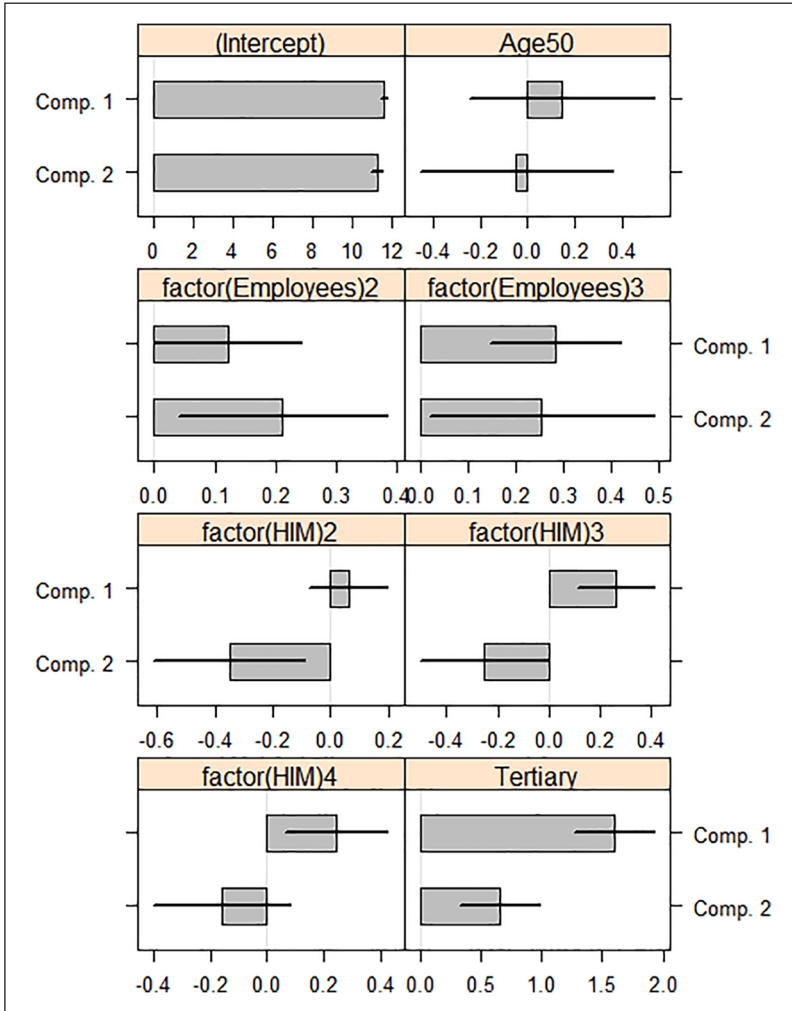 (Intercept) Age50
Comp. 1
Comp. 2
0 2 4 6 8 10 12 -0.4 -0.2 0.0 0.2 0.4
factor(Employees)2 factor(Employees)3
Comp. 1
Comp. 2
0.0 0.1 0.2 0.3 0.4 0.0 0.1 0.2 0.3 0.4 0.5
factor(HIM)2 factor(HIM)3
Comp. 1
Comp. 2
-0.6 -0.4 -0.2 0.0 0.2 -0.4 -0.2 0.0 0.2 0.4
factor(HIM)4 Tertiary
Comp. 1
Comp. 2
-0.4 -0.2 0.0 0.2 0.4 0.0 0.5 1.0 1.5 2.0